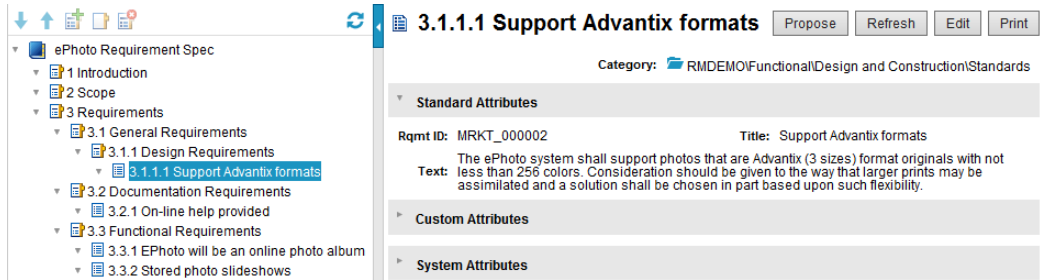 ePhoto Requirement Spec
1 Introduction
2 Scope
3 Requirements
3.1 General Requirements
3.1.1 Design Requirements
3.1.1.1 Support Advantix formats
3.2 Documentation Requirements
3.2.1 On-line help provided
3.3 Functional Requirements
3.3.1 EPhoto will be an online photo album
3.3.2 Stored photo slideshows
3.1.1.1 Support Advantix formats Propose Refresh Edit Print
Category: RMDEMO\Functional\Design and Construction\Standards
Standard Attributes
Rqmt ID: MRKT_000002 Title: Support Advantix formats
Text: The ePhoto system shall support photos that are Advantix (3 sizes) format originals with not
less than 256 colors. Consideration should be given to the way that larger prints may be
assimilated and a solution shall be chosen in part based upon such flexibility.
Custom Attributes
System Attributes